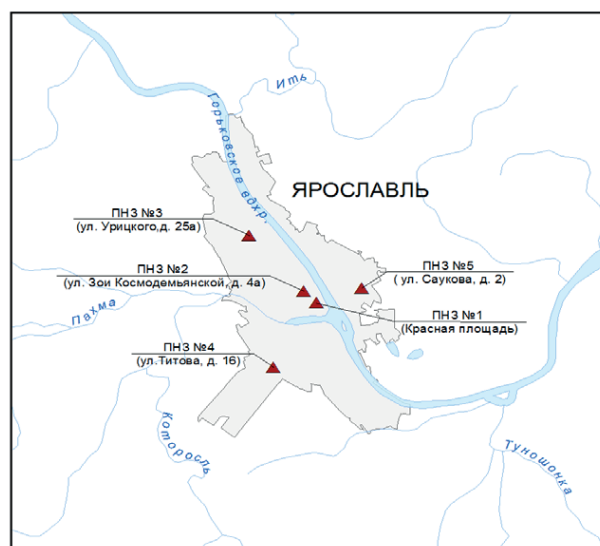 Ить
Горьковское вдхр.
ЯРОСЛАВЛЬ
ПНЗ №3
(ул. Урицкого,д. 25а)
ПНЗ №2
(ул. Зои Космодемьянской, д. 4а)
ПНЗ №5
( ул. Саукова, д. 2)
Пахма
ПНЗ №1
(Красная площадь)
ПНЗ №4
(ул.Титова, д. 16)
Которосль
Туношонка